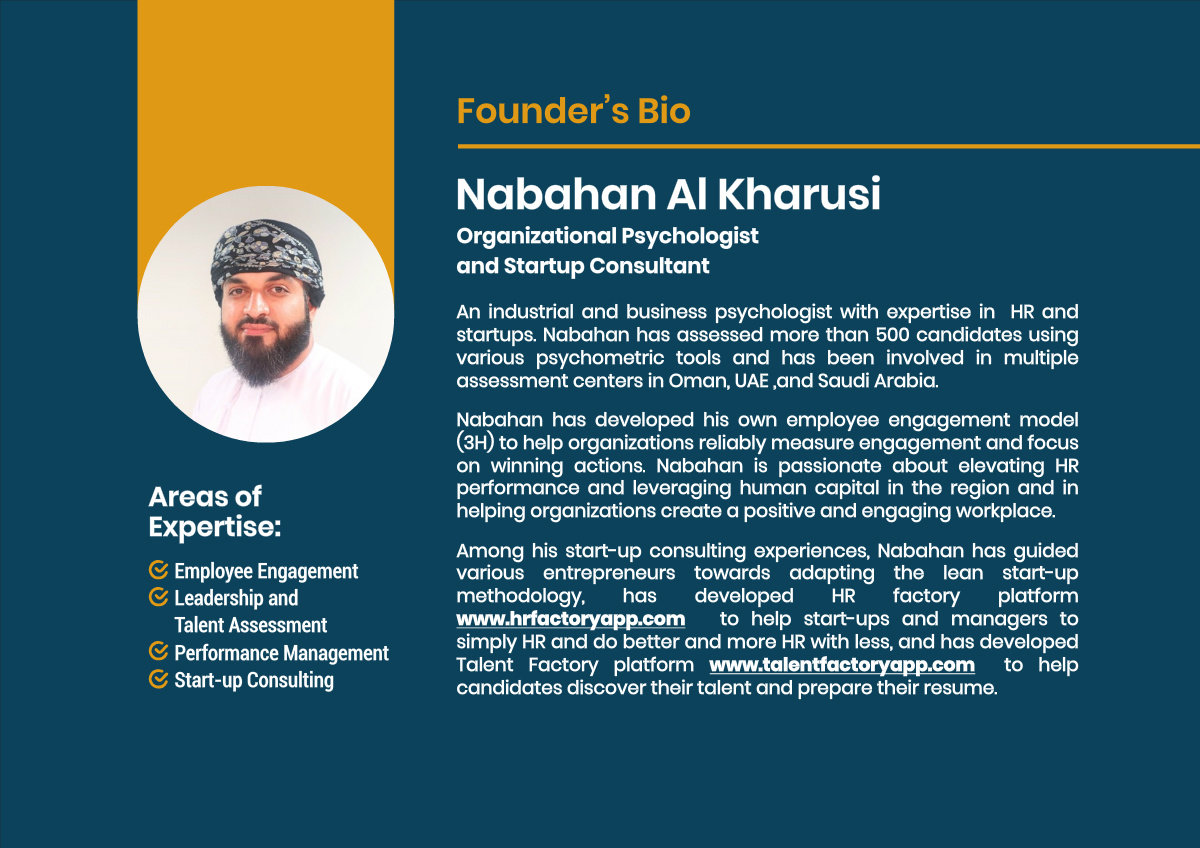 Founder’s Bio
Nabahan Al Kharusi
Organizational Psychologist
and Startup Consultant
An industrial and business psychologist with expertise in HR and
startups. Nabahan has assessed more than 500 candidates using
various psychometric tools and has been involved in multiple
assessment centers in Oman, UAE ,and Saudi Arabia.
Nabahan has developed his own employee engagement model
(3H) to help organizations reliably measure engagement and focus
on winning actions. Nabahan is passionate about elevating HR
performance and leveraging human capital in the region and in
helping organizations create a positive and engaging workplace.
Among his start-up consulting experiences, Nabahan has guided
various entrepreneurs towards adapting the lean start-up
methodology, has developed HR factory platform
www.hrfactoryapp.com to help start-ups and managers to
simply HR and do better and more HR with less, and has developed
Talent Factory platform www.talentfactoryapp.com to help
candidates discover their talent and prepare their resume.
Areas of
Expertise:
Employee Engagement
Leadership and
Talent Assessment
Performance Management
Start-up Consulting